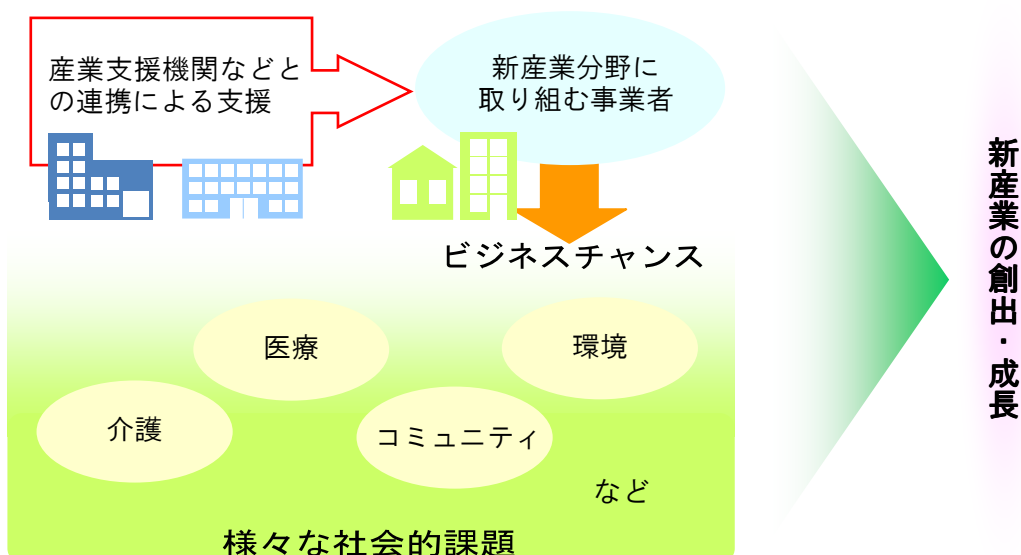 産業支援機関などと
の連携による支援
新産業分野に
取り組む事業者
ビジネスチャンス
医療
環境
介護
コミュニティ
など
様々な社会的課題
新産業の創出・成長